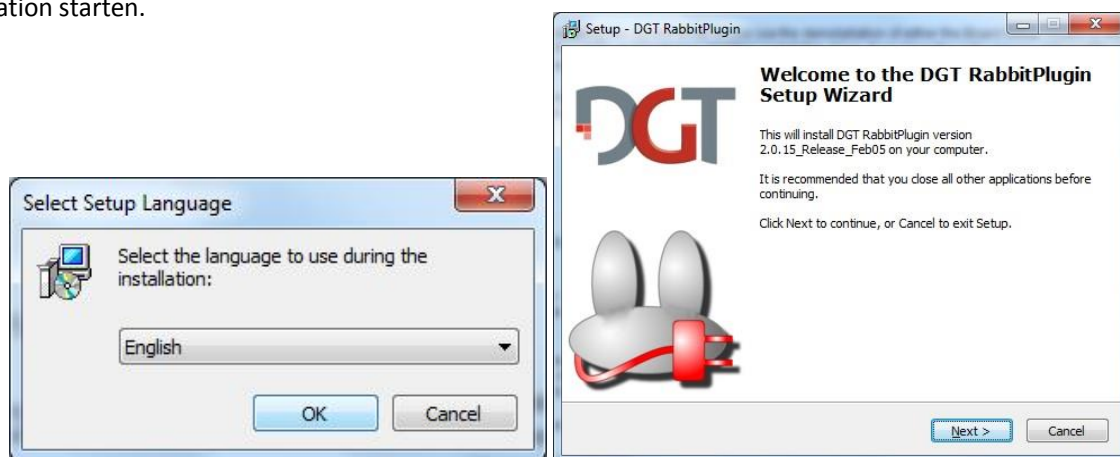 ation starten.
Select Setup Language
Select the language to use during the
installation:
English
OK
Cancel
Setup - DGT RabbitPlugin
DGT
Welcome to the DGT RabbitPlugin
Setup Wizard
This will install DGT RabbitPlugin version
2.0.15_Release_Feb05 on your computer.
It is recommended that you close all other applications before
continuing.
Click Next to continue, or Cancel to exit Setup.
Next >
Cancel